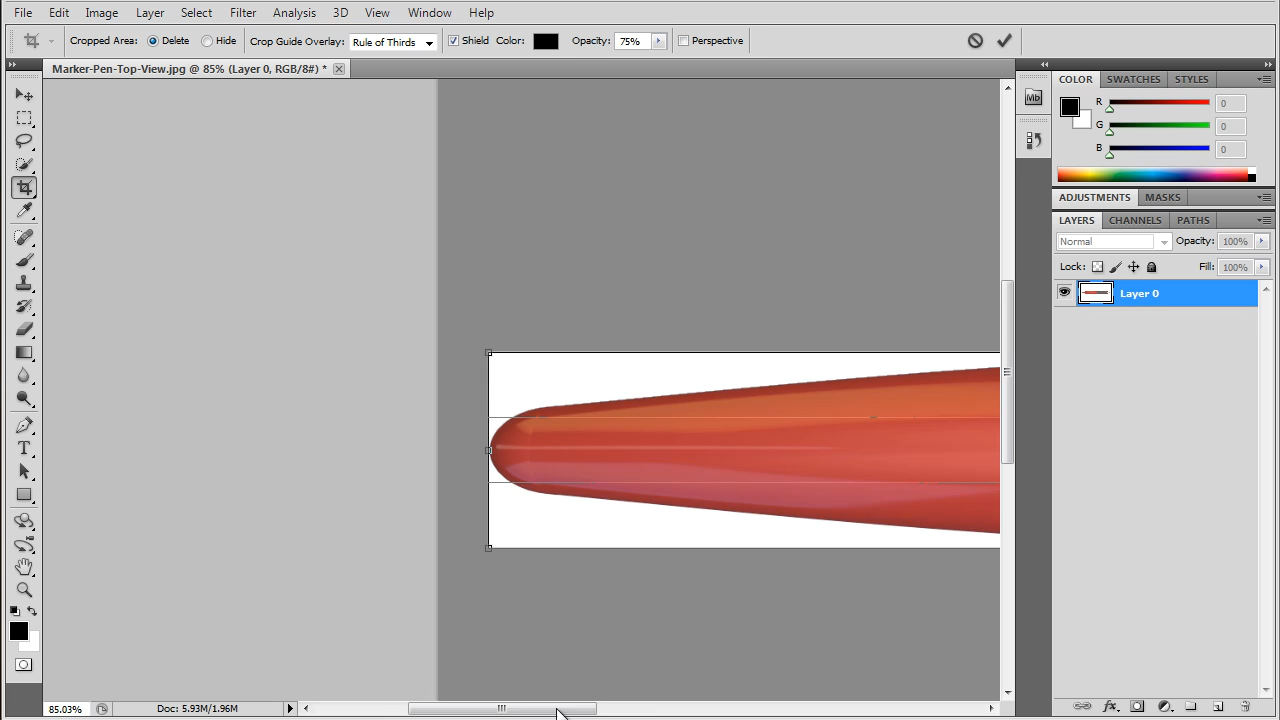 File Edit Image Layer Select Filter Analysis 3D View Window Help
Cropped Area: Delete Hide Crop Guide Overlay: Rule of Thirds Shield Color: Opacity: 75% Perspective
Marker-Pen-Top-View.jpg @ 85% (Layer 0, RGB/8#) *
Mb
COLOR SWATCHES STYLES
R 0
G 0
B 0
ADJUSTMENTS MASKS
LAYERS CHANNELS PATHS
Normal Opacity: 100%
Lock: Fill: 100%
Layer 0
T
85.03% Doc: 5.93M/1.96M
fx